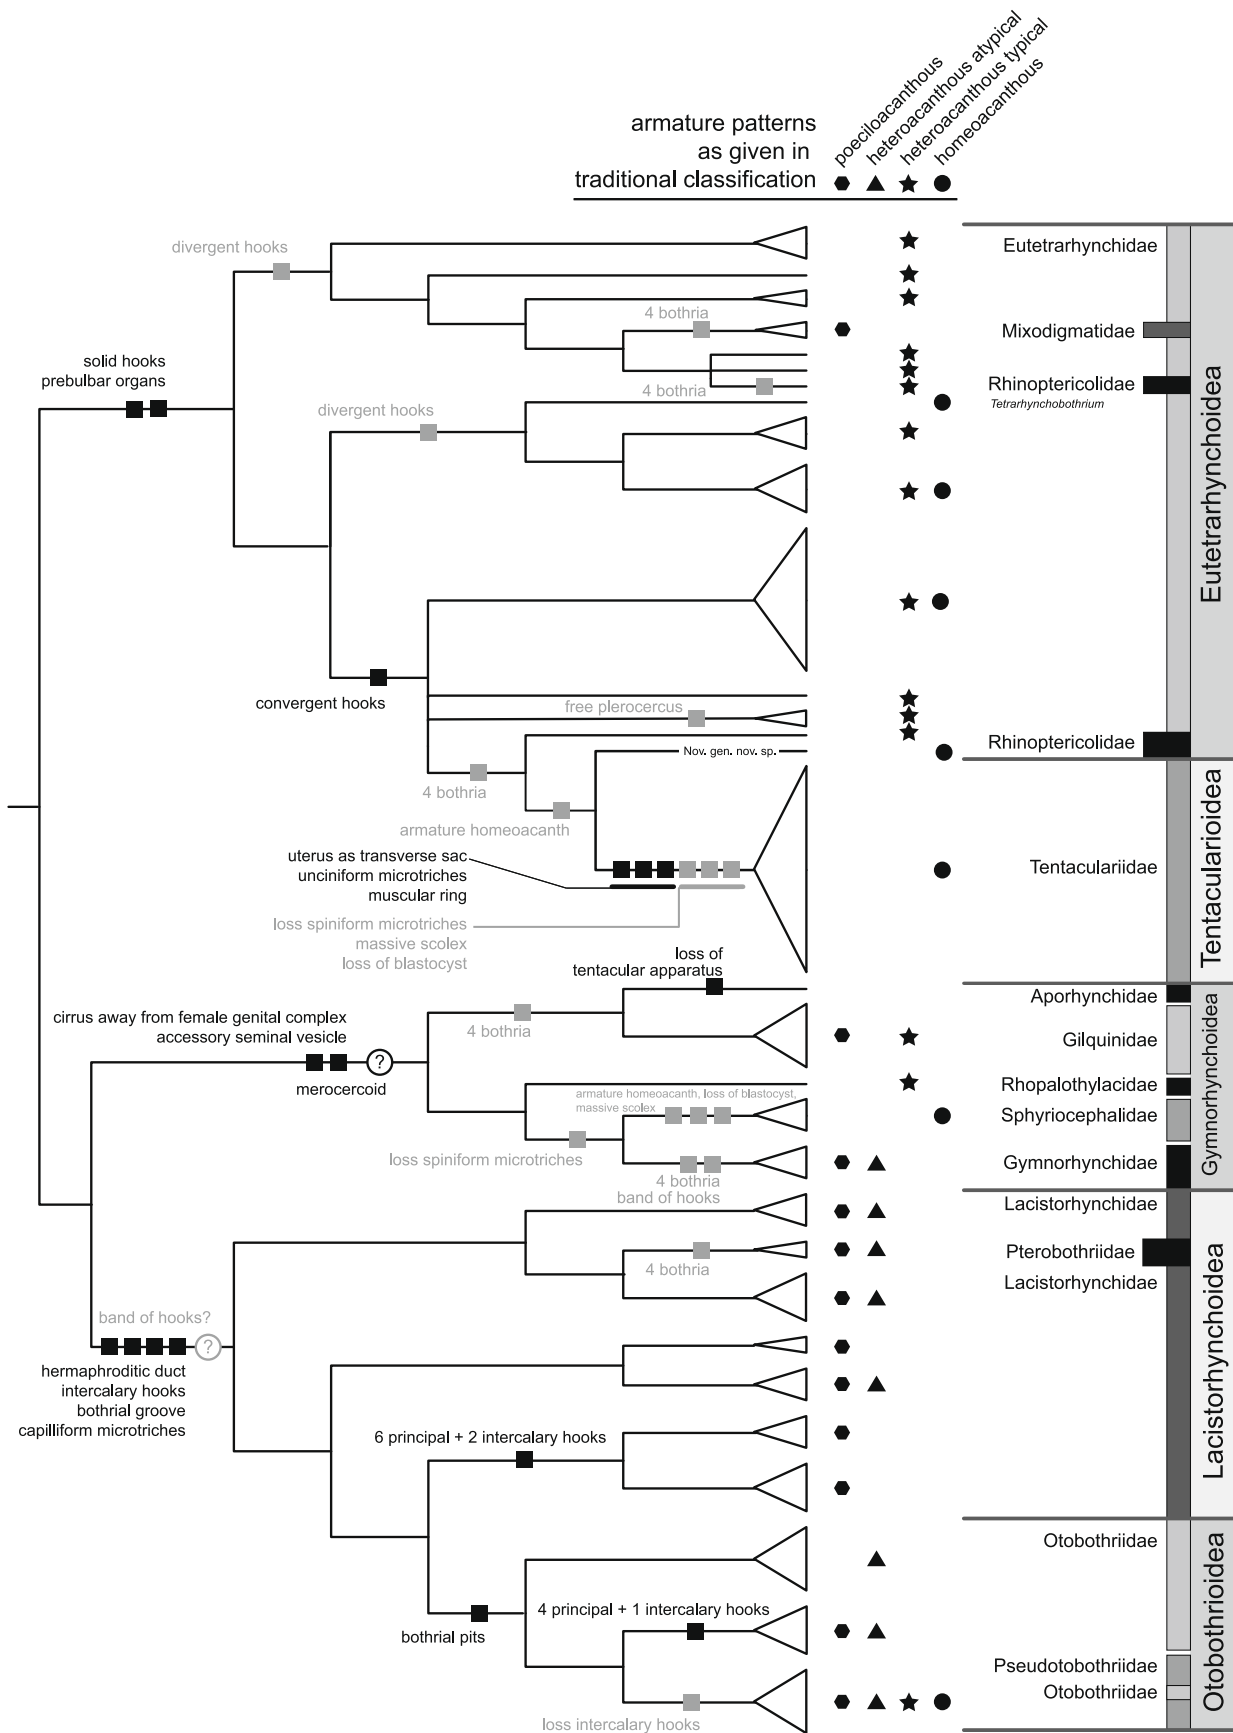 poeciloacanthous
heteroacanthous atypical
heteroacanthous typical
homeoacanthous
armature patterns
as given in
traditional classification
divergent hooks
Eutetrarhynchidae
4 bothria
Mixodigmatidae
solid hooks
prebulbar organs
4 bothria
Rhinoptericolidae
Tetrarhynchobothrium
divergent hooks
Eutetrarhynchoidea
convergent hooks
free plerocercus
Rhinoptericolidae
Nov. gen. nov. sp.
4 bothria
armature homeoacanth
uterus as transverse sac
unciniform microtriches
muscular ring
Tentaculariidae
Tentacularioidea
loss spiniform microtriches
massive scolex
loss of blastocyst
loss of
tentacular apparatus
Aporhynchidae
cirrus away from female genital complex
accessory seminal vesicle
4 bothria
Gilquinidae
?
merocercoid
Gymnorhynchoidea
Rhopalothylacidae
armature homeoacanth, loss of blastocyst,
massive scolex
Sphyriocephalidae
loss spiniform microtriches
Gymnorhynchidae
4 bothria
band of hooks
Lacistorhynchidae
Pterobothriidae
4 bothria
Lacistorhynchidae
Lacistorhynchoidea
band of hooks?
?
hermaphroditic duct
intercalary hooks
bothrial groove
capilliform microtriches
6 principal + 2 intercalary hooks
Otobothriidae
Otobothrioidea
4 principal + 1 intercalary hooks
bothrial pits
Pseudotobothriidae
Otobothriidae
loss intercalary hooks